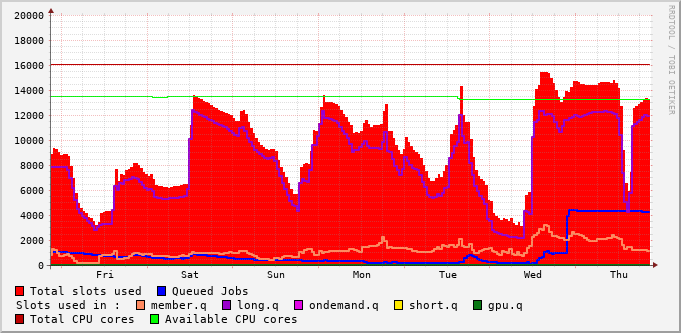 20000
18000
16000
14000
12000
10000
8000
6000
4000
2000
0
Fri Sat Sun Mon Tue Wed Thu
RRDTOOL / TOBI OETIKER
Total slots used Queued Jobs
Slots used in : member.q long.q ondemand.q short.q gpu.q
Total CPU cores Available CPU cores